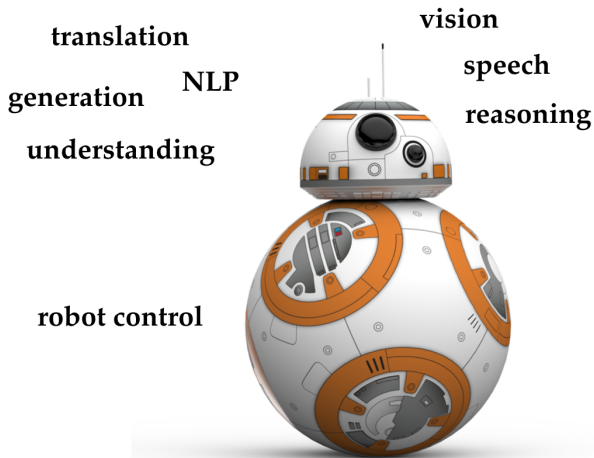 translation
NLP
generation
understanding
robot control
vision
speech
reasoning